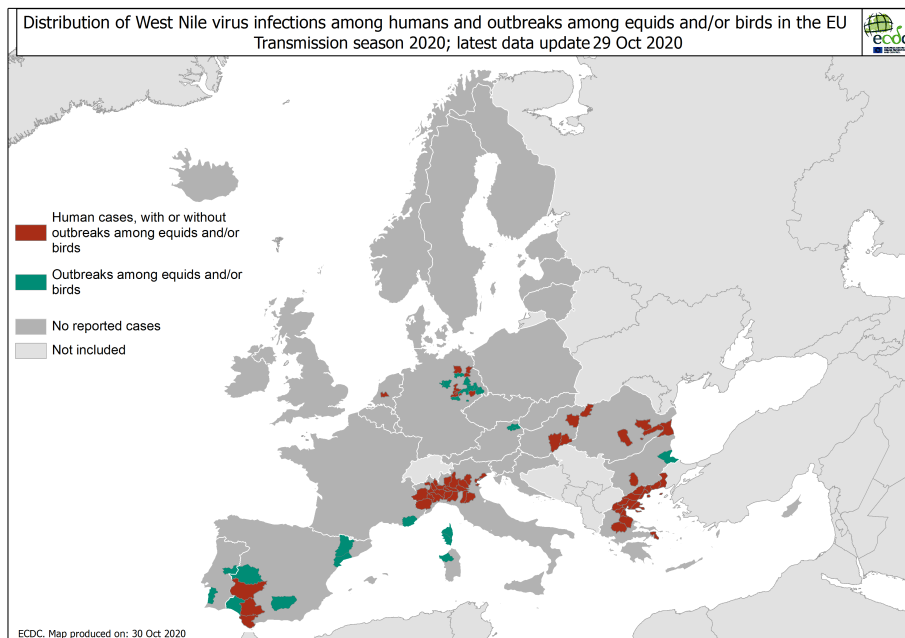 Distribution of West Nile virus infections among humans and outbreaks among equids and/or birds in the EU
Transmission season 2020; latest data update 29 Oct 2020
ecdc
Human cases, with or without
outbreaks among equids and/or
birds
Outbreaks among equids and/or
birds
No reported cases
Not included
ECDC. Map produced on: 30 Oct 2020